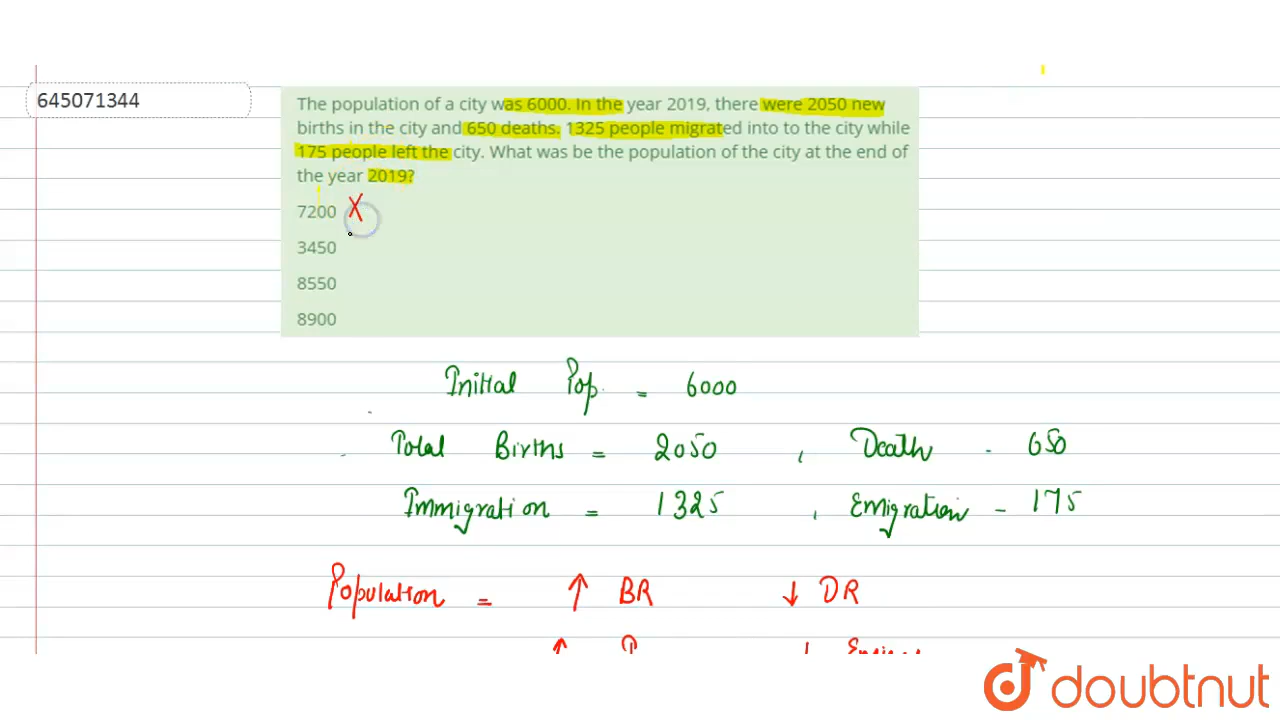 645071344
The population of a city was 6000. In the year 2019, there were 2050 new
births in the city and 650 deaths. 1325 people migrated into to the city while
175 people left the city. What was be the population of the city at the end of
the year 2019?
7200 X
3450
8550
8900
Initial Pop = 6000
Total Births = 2050 , Death - 650
Immigration = 1325 , Emigration - 175
Population = ↑ BR ↓ DR
doubtnut